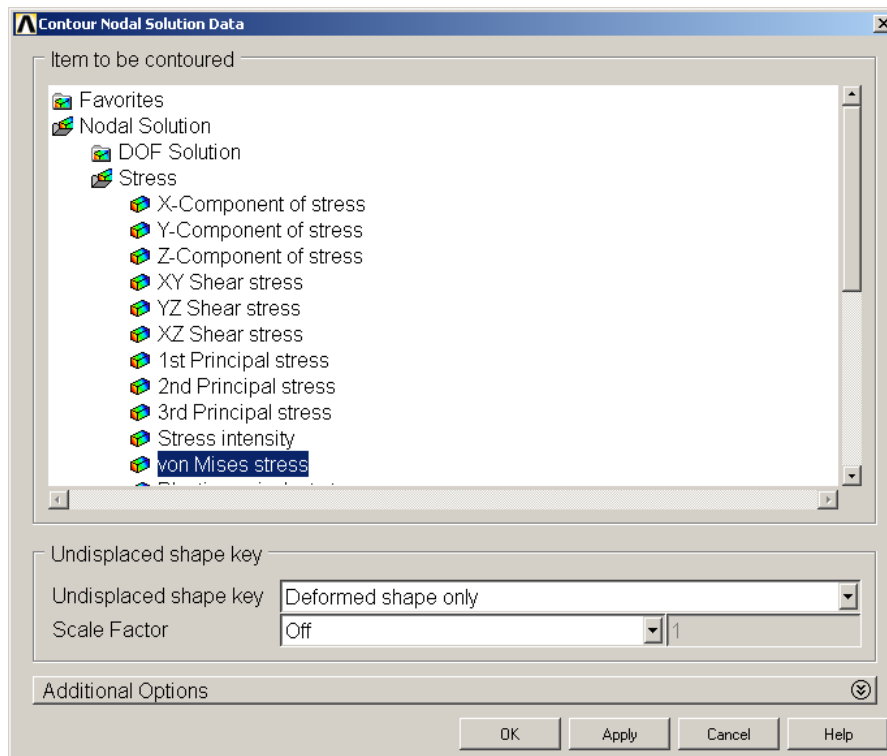 Contour Nodal Solution Data
Item to be contoured
Favorites
Nodal Solution
DOF Solution
Stress
X-Component of stress
Y-Component of stress
Z-Component of stress
XY Shear stress
YZ Shear stress
XZ Shear stress
1st Principal stress
2nd Principal stress
3rd Principal stress
Stress intensity
von Mises stress
Undisplaced shape key
Undisplaced shape key Deformed shape only
Scale Factor Off 1
Additional Options
OK Apply Cancel Help